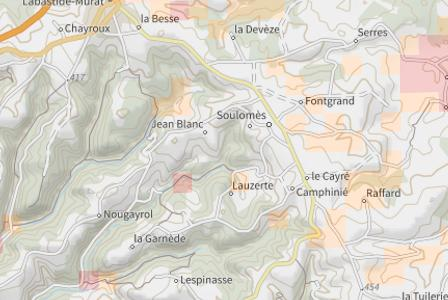 Labastide-Murat
la Besse
Chayroux
la Devèze
Serres
417
Fontgrand
Soulomès
Jean Blanc
le Cayré
Lauzerte
Camphinié
Raffard
Nougayrol
la Garnède
Lespinasse
454
la Tuilerie